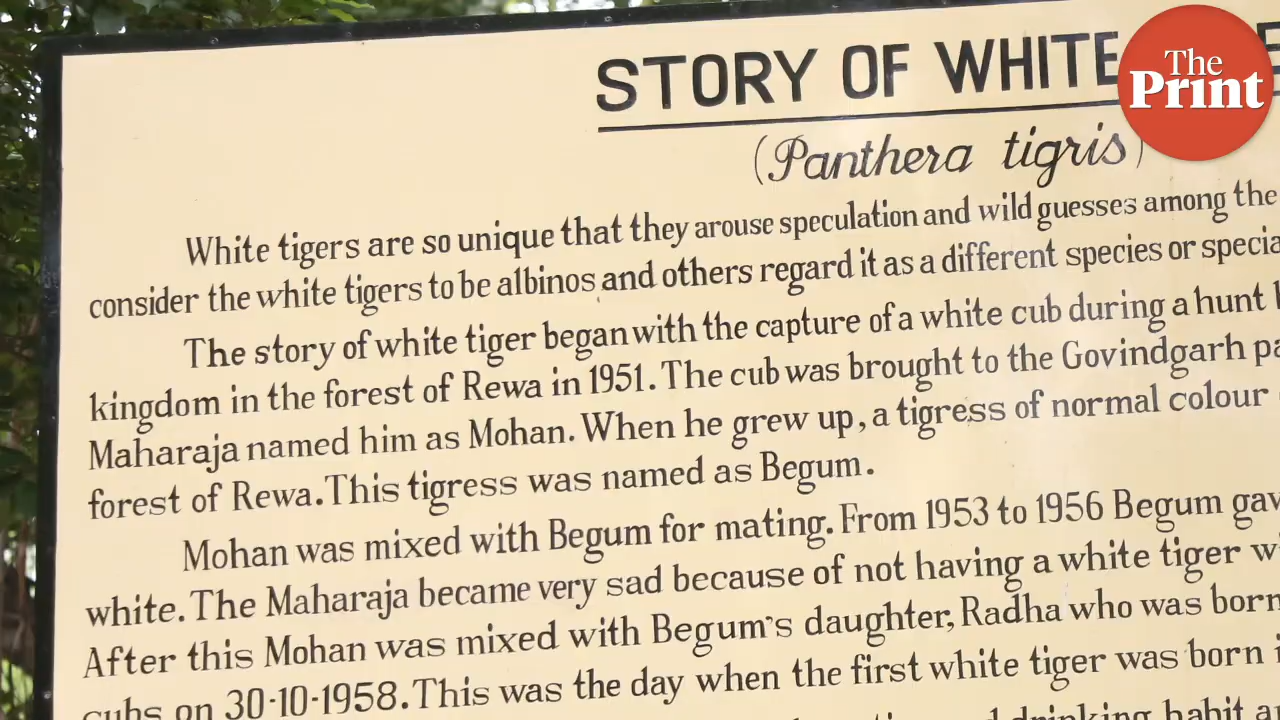 STORY OF WHITE
The Print
(Panthera tigris)
White tigers are so unique that they arouse speculation and wild guesses among the
consider the white tigers to be albinos and others regard it as a different species or specia
The story of white tiger began with the capture of a white cub during a hunt
kingdom in the forest of Rewa in 1951. The cub was brought to the Govindgarh pa
Maharaja named him as Mohan. When he grew up, a tigress of normal colour
forest of Rewa. This tigress was named as Begum.
Mohan was mixed with Begum for mating. From 1953 to 1956 Begum gav
white. The Maharaja became very sad because of not having a white tiger wi
After this Mohan was mixed with Begum's daughter, Radha who was born
cubs on 30-10-1958. This was the day when the first white tiger was born i
drinking habit